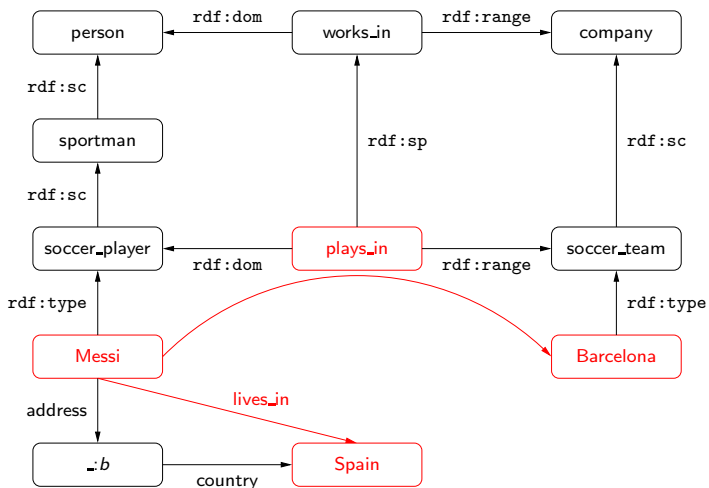 rdf:dom
rdf:range
person
works_in
company
rdf:sc
sportman
rdf:sp
rdf:sc
rdf:sc
soccer_player
plays_in
soccer_team
rdf:dom
rdf:range
rdf:type
rdf:type
Messi
Barcelona
address
lives_in
_:b
Spain
country